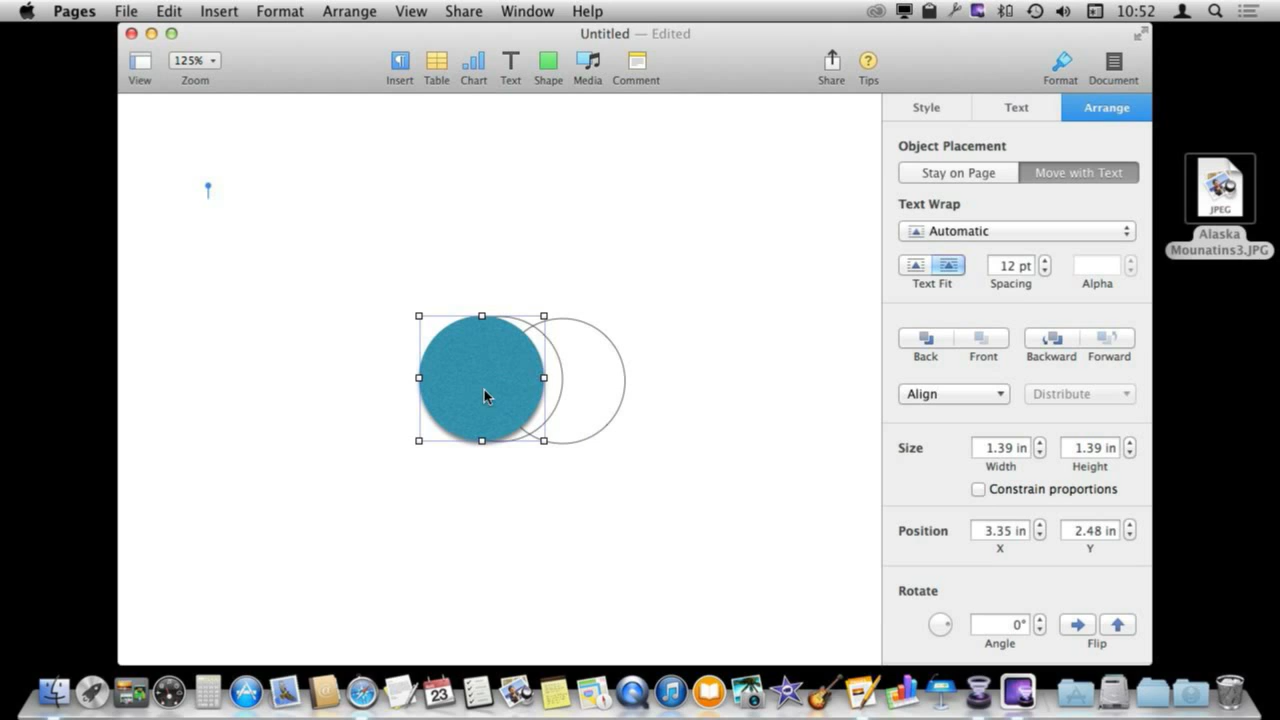 Pages File Edit Insert Format Arrange View Share Window Help 10:52
Untitled — Edited
125%
View Zoom Insert Table Chart Text Shape Media Comment Share Tips Format Document
Style Text Arrange
Object Placement
Stay on Page Move with Text
Text Wrap
Automatic
12 pt
Text Fit Spacing Alpha
Back Front Backward Forward
Align Distribute
Size 1.39 in 1.39 in
Width Height
Constrain proportions
Position 3.35 in 2.48 in
X Y
Rotate
0°
Angle Flip
JPEG
Alaska
Mounatins3.JPG
23